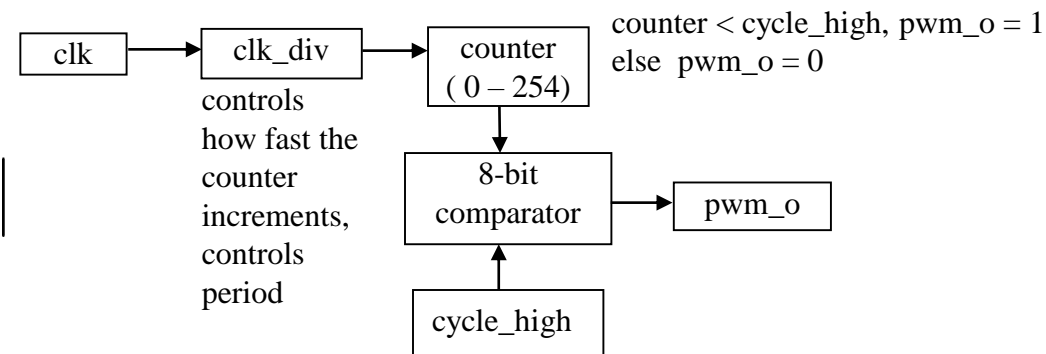 clk
clk_div
controls
how fast the
counter
increments,
controls
period
counter
( 0 – 254)
counter < cycle_high, pwm_o = 1
else  pwm_o = 0
8-bit
comparator
pwm_o
cycle_high